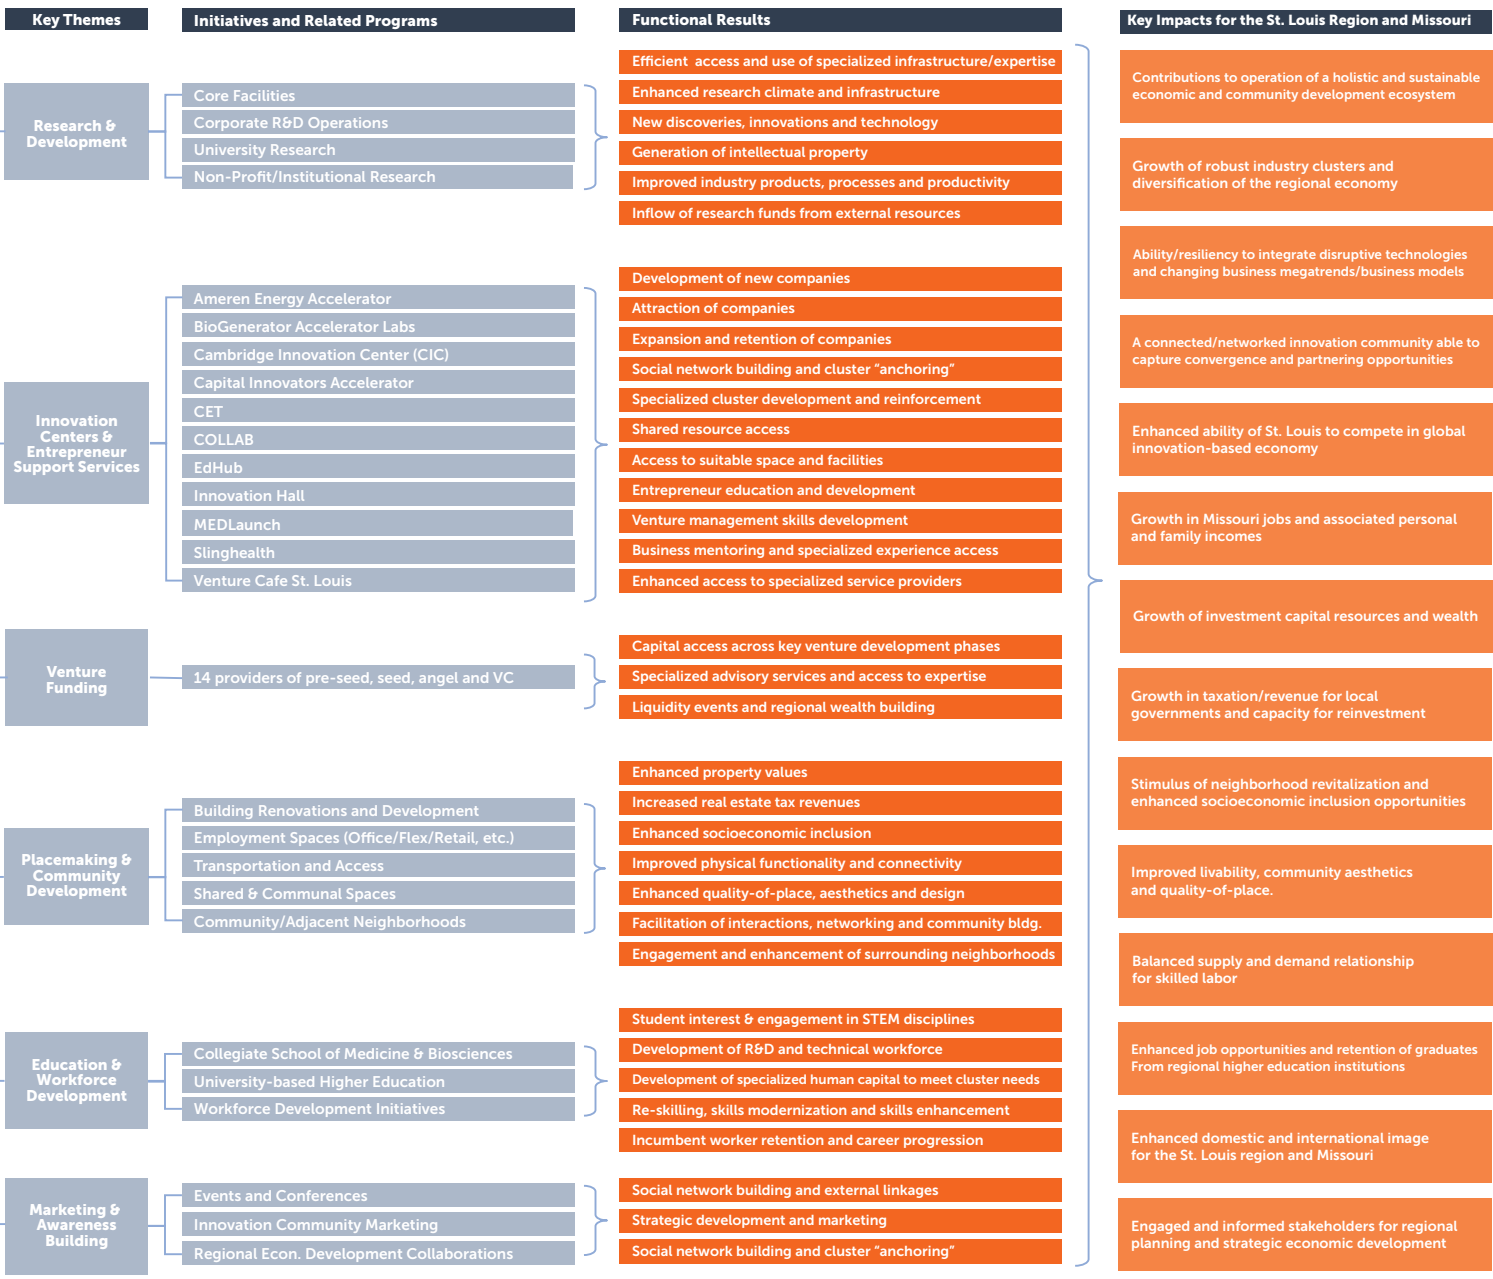 Key Themes
Initiatives and Related Programs
Functional Results
Key Impacts for the St. Louis Region and Missouri
Research &
Development
Core Facilities
Corporate R&D Operations
University Research
Non-Profit/Institutional Research
Efficient access and use of specialized infrastructure/expertise
Enhanced research climate and infrastructure
New discoveries, innovations and technology
Generation of intellectual property
Improved industry products, processes and productivity
Inflow of research funds from external resources
Innovation
Centers &
Entrepreneur
Support Services
Ameren Energy Accelerator
BioGenerator Accelerator Labs
Cambridge Innovation Center (CIC)
Capital Innovators Accelerator
CET
COLLAB
EdHub
Innovation Hall
MEDLaunch
Slinghealth
Venture Cafe St. Louis
Development of new companies
Attraction of companies
Expansion and retention of companies
Social network building and cluster “anchoring”
Specialized cluster development and reinforcement
Shared resource access
Access to suitable space and facilities
Entrepreneur education and development
Venture management skills development
Business mentoring and specialized experience access
Enhanced access to specialized service providers
Venture
Funding
14 providers of pre-seed, seed, angel and VC
Capital access across key venture development phases
Specialized advisory services and access to expertise
Liquidity events and regional wealth building
Placemaking &
Community
Development
Building Renovations and Development
Employment Spaces (Office/Flex/Retail, etc.)
Transportation and Access
Shared & Communal Spaces
Community/Adjacent Neighborhoods
Enhanced property values
Increased real estate tax revenues
Enhanced socioeconomic inclusion
Improved physical functionality and connectivity
Enhanced quality-of-place, aesthetics and design
Facilitation of interactions, networking and community bldg.
Engagement and enhancement of surrounding neighborhoods
Education &
Workforce
Development
Collegiate School of Medicine & Biosciences
University-based Higher Education
Workforce Development Initiatives
Student interest & engagement in STEM disciplines
Development of R&D and technical workforce
Development of specialized human capital to meet cluster needs
Re-skilling, skills modernization and skills enhancement
Incumbent worker retention and career progression
Marketing &
Awareness
Building
Events and Conferences
Innovation Community Marketing
Regional Econ. Development Collaborations
Social network building and external linkages
Strategic development and marketing
Social network building and cluster “anchoring”
Contributions to operation of a holistic and sustainable
economic and community development ecosystem
Growth of robust industry clusters and
diversification of the regional economy
Ability/resiliency to integrate disruptive technologies
and changing business megatrends/business models
A connected/networked innovation community able to
capture convergence and partnering opportunities
Enhanced ability of St. Louis to compete in global
innovation-based economy
Growth in Missouri jobs and associated personal
and family incomes
Growth of investment capital resources and wealth
Growth in taxation/revenue for local
governments and capacity for reinvestment
Stimulus of neighborhood revitalization and
enhanced socioeconomic inclusion opportunities
Improved livability, community aesthetics
and quality-of-place.
Balanced supply and demand relationship
for skilled labor
Enhanced job opportunities and retention of graduates
From regional higher education institutions
Enhanced domestic and international image
for the St. Louis region and Missouri
Engaged and informed stakeholders for regional
planning and strategic economic development